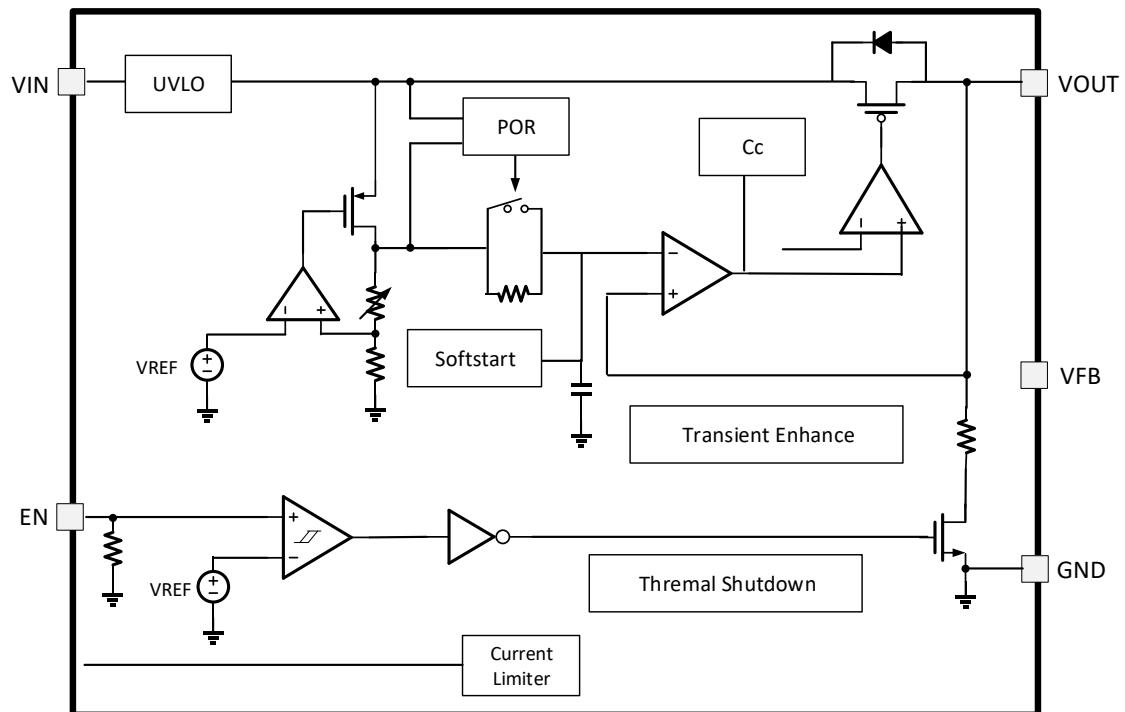 VIN
UVLO
VOUT
POR
Cc
VREF
Softstart
VFB
Transient Enhance
EN
VREF
Thremal Shutdown
GND
Current
Limiter